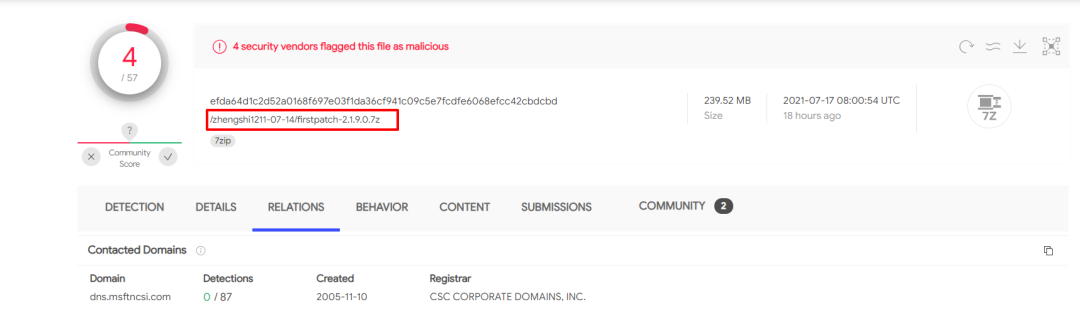 4
/ 57
?
Community
Score
4 security vendors flagged this file as malicious
efda64d1c2d52a0168f697e03f1da36cf941c09c5e7fcdfe6068efcc42cbdcbd
/zhengshi1211-07-14/firstpatch-2.1.9.0.7z
7zip
239.52 MB
Size
2021-07-17 08:00:54 UTC
18 hours ago
7Z
DETECTION DETAILS RELATIONS BEHAVIOR CONTENT SUBMISSIONS COMMUNITY 2
Contacted Domains
Domain Detections Created Registrar
dns.msftncsi.com 0 / 87 2005-11-10 CSC CORPORATE DOMAINS, INC.